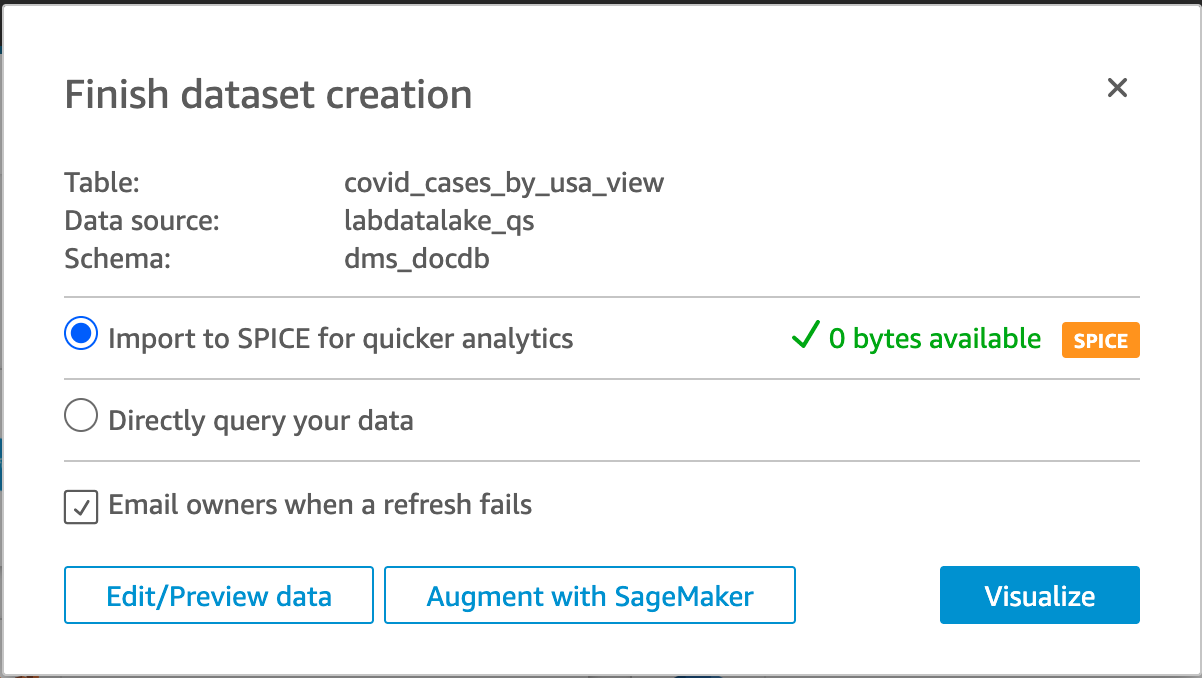 Finish dataset creation
Table: covid_cases_by_usa_view
Data source: labdatalake_qs
Schema: dms_docdb
Import to SPICE for quicker analytics 0 bytes available SPICE
Directly query your data
Email owners when a refresh fails
Edit/Preview data Augment with SageMaker Visualize